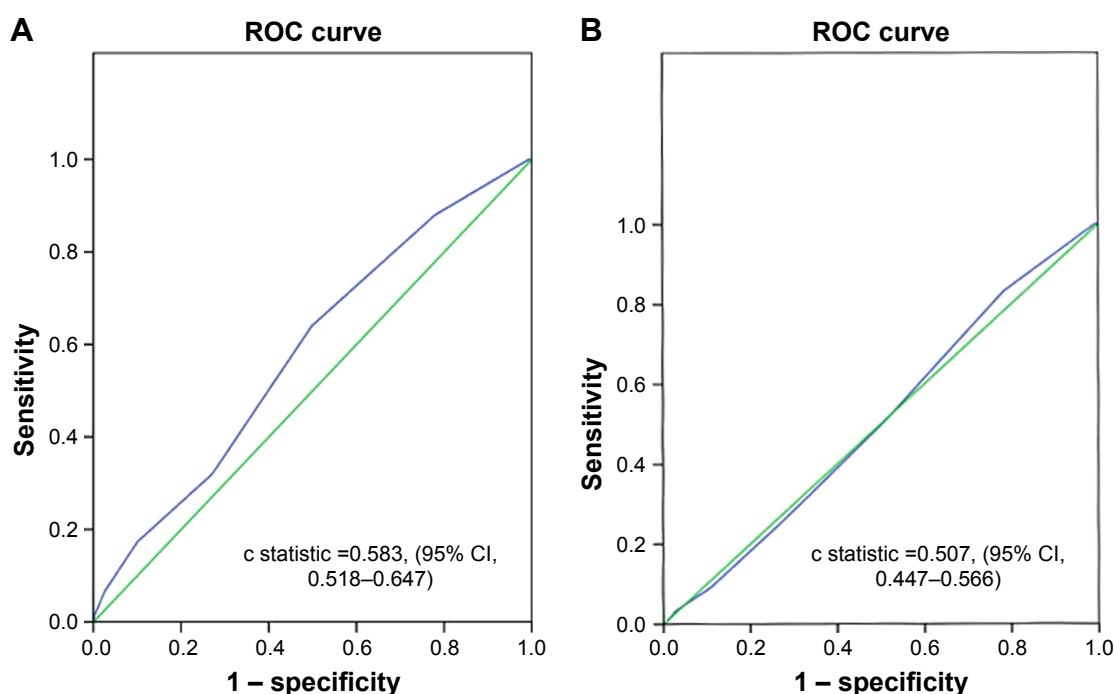 A
ROC curve
1.0
0.8
0.6
0.4
0.2
0.0
Sensitivity
c statistic =0.583, (95% CI,
0.518–0.647)
0.0 0.2 0.4 0.6 0.8 1.0
1 – specificity
B
ROC curve
1.0
0.8
0.6
0.4
0.2
0.0
Sensitivity
c statistic =0.507, (95% CI,
0.447–0.566)
0.0 0.2 0.4 0.6 0.8 1.0
1 – specificity